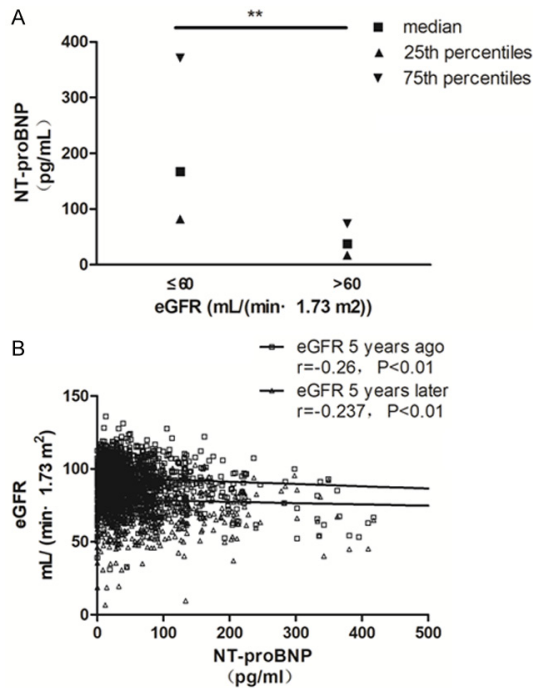 A
**
median
25th percentiles
75th percentiles
400
300
200
100
0
NT-proBNP
（pg/mL）
≤60
>60
eGFR (mL/(min· 1.73 m2))
B
eGFR 5 years ago
r=-0.26， P<0.01
eGFR 5 years later
r=-0.237， P<0.01
150
100
50
0
eGFR
mL/ (min· 1.73 m²)
0 100 200 300 400 500
NT-proBNP
（pg/ml）